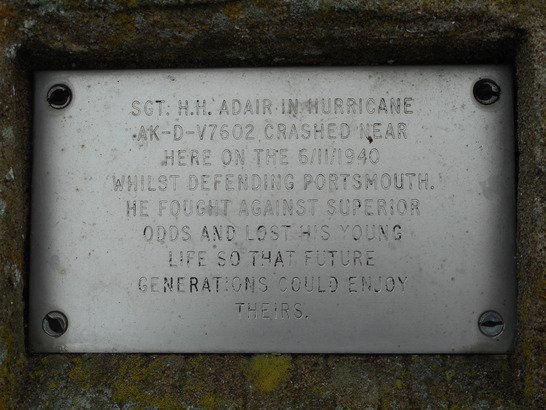 SGT. H.H. ADAIR IN HURRICANE
AK-D-V7602 CRASHED NEAR
HERE ON THE 6/11/1940
WHILST DEFENDING PORTSMOUTH.
HE FOUGHT AGAINST SUPERIOR
ODDS AND LOST HIS YOUNG
LIFE SO THAT FUTURE
GENERATIONS COULD ENJOY
THEIRS.